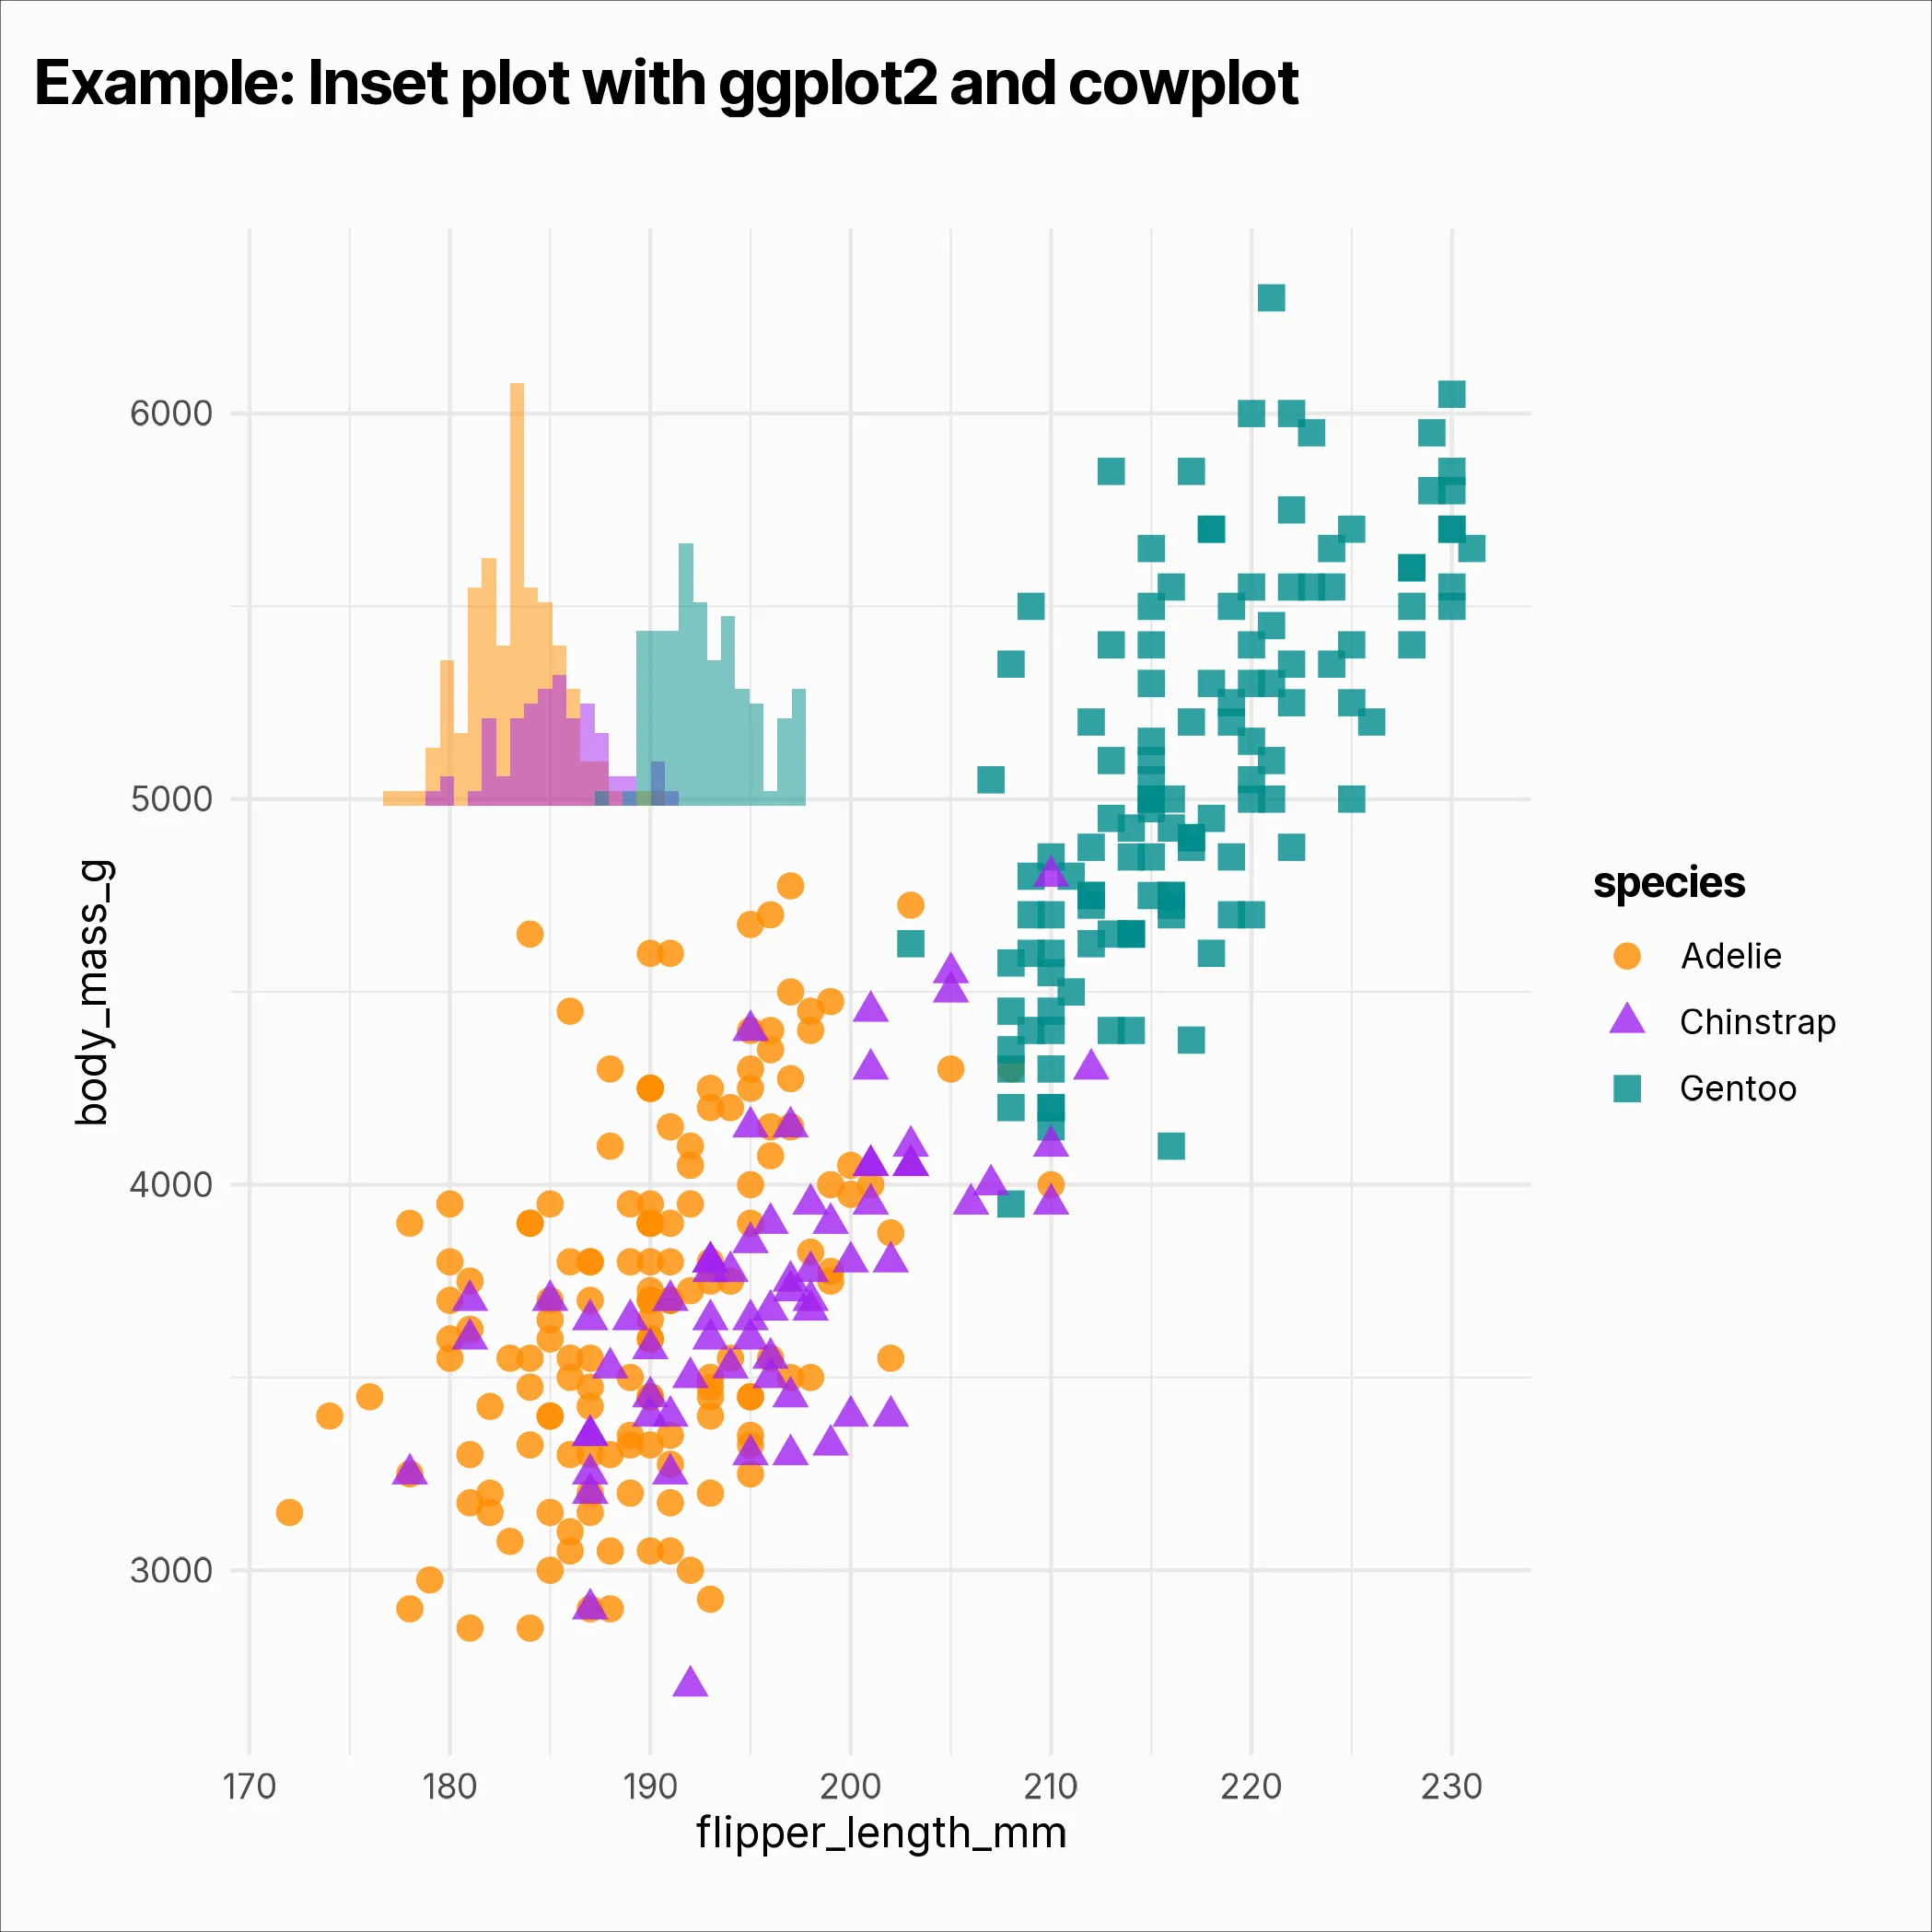 Example: Inset plot with ggplot2 and cowplot
6000
5000
4000
3000
body_mass_g
170 180 190 200 210 220 230
flipper_length_mm
species
Adelie
Chinstrap
Gentoo